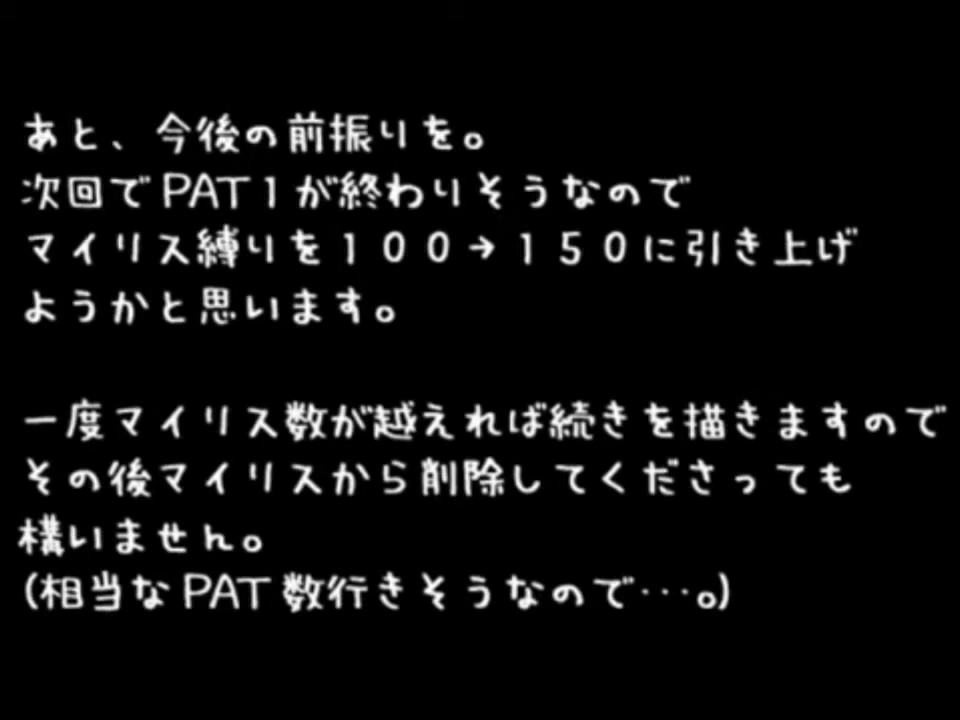 あと、今後の前振りを。
次回でPAT1が終わりそうなので
マイリス縛りを100→150に引き上げ
ようかと思います。
一度マイリス数が越えれば続きを描きますので
その後マイリスから削除してくださっても
構いません。
(相当なPAT数行きそうなので…。)